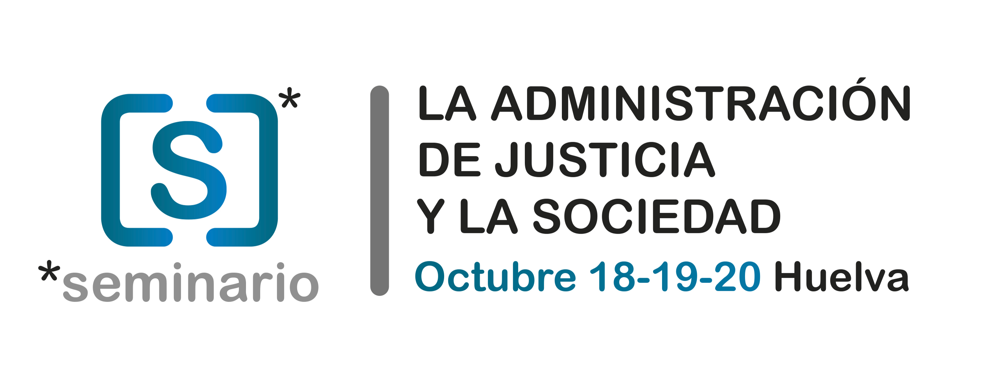 [S]*
*seminario
LA ADMINISTRACIÓN
DE JUSTICIA
Y LA SOCIEDAD
Octubre 18-19-20 Huelva